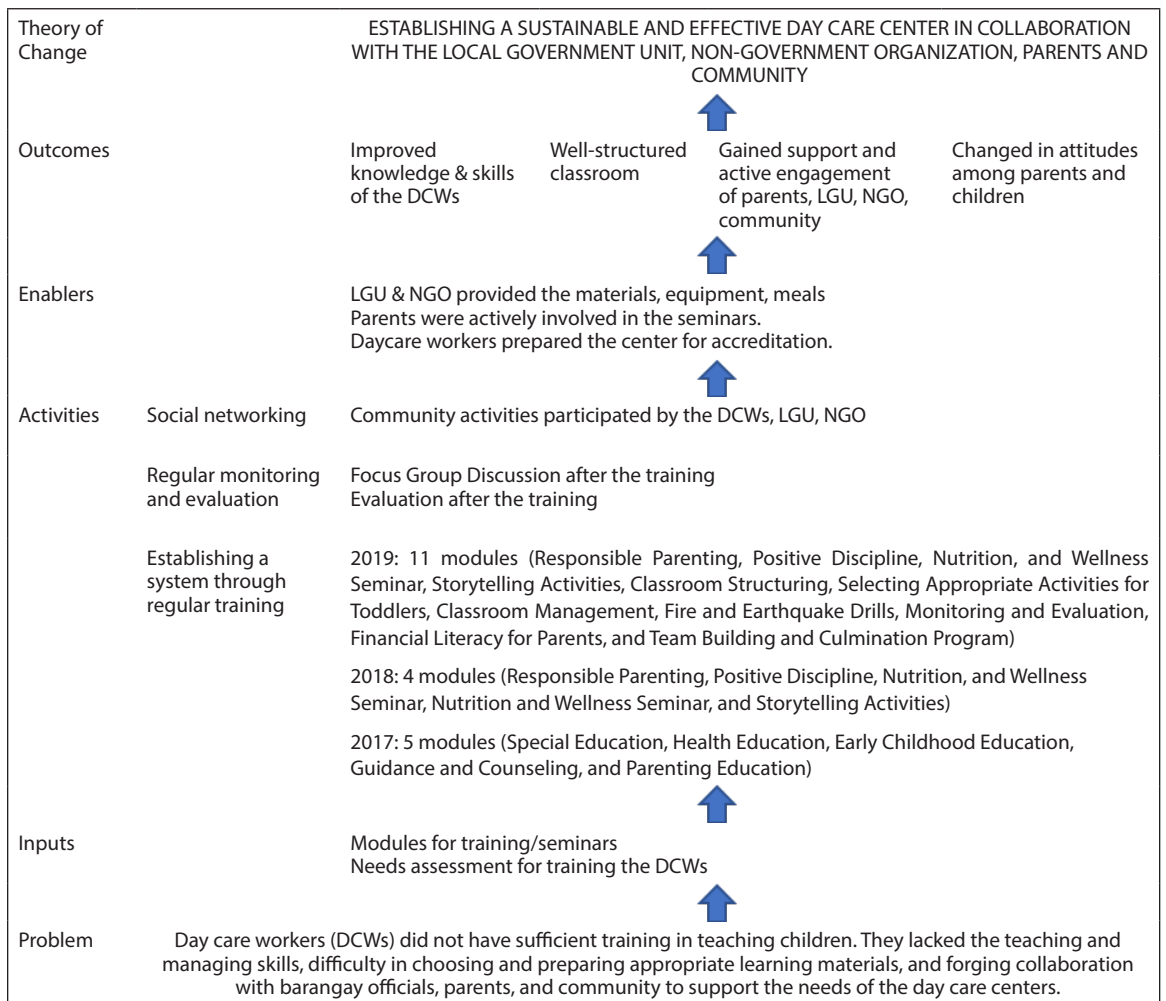 Theory of
Change
ESTABLISHING A SUSTAINABLE AND EFFECTIVE DAY CARE CENTER IN COLLABORATION
WITH THE LOCAL GOVERNMENT UNIT, NON-GOVERNMENT ORGANIZATION, PARENTS AND
COMMUNITY
Outcomes
Improved
knowledge & skills
of the DCWs
Well-structured
classroom
Gained support and
active engagement
of parents, LGU, NGO,
community
Changed in attitudes
among parents and
children
Enablers
LGU & NGO provided the materials, equipment, meals
Parents were actively involved in the seminars.
Daycare workers prepared the center for accreditation.
Activities
Social networking
Community activities participated by the DCWs, LGU, NGO
Regular monitoring
and evaluation
Focus Group Discussion after the training
Evaluation after the training
Establishing a
system through
regular training
2019: 11 modules (Responsible Parenting, Positive Discipline, Nutrition, and Wellness
Seminar, Storytelling Activities, Classroom Structuring, Selecting Appropriate Activities for
Toddlers, Classroom Management, Fire and Earthquake Drills, Monitoring and Evaluation,
Financial Literacy for Parents, and Team Building and Culmination Program)
2018: 4 modules (Responsible Parenting, Positive Discipline, Nutrition, and Wellness
Seminar, Nutrition and Wellness Seminar, and Storytelling Activities)
2017: 5 modules (Special Education, Health Education, Early Childhood Education,
Guidance and Counseling, and Parenting Education)
Inputs
Modules for training/seminars
Needs assessment for training the DCWs
Problem
Day care workers (DCWs) did not have sufficient training in teaching children. They lacked the teaching and
managing skills, difficulty in choosing and preparing appropriate learning materials, and forging collaboration
with barangay officials, parents, and community to support the needs of the day care centers.